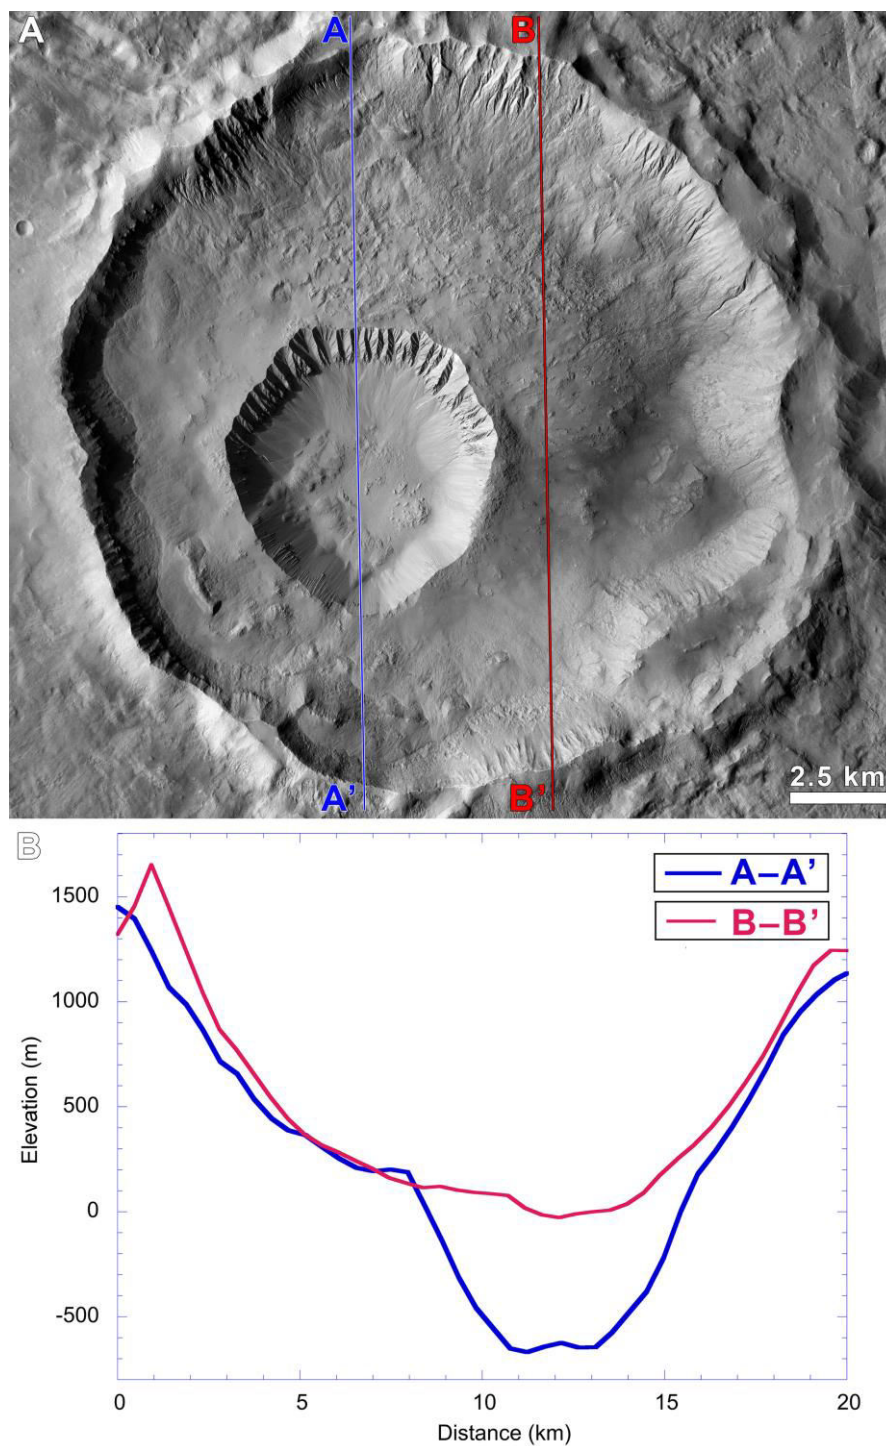 A
A B
A' B'
2.5 km
B
A–A'
B–B'
1500
1000
500
0
-500
Elevation (m)
0 5 10 15 20
Distance (km)